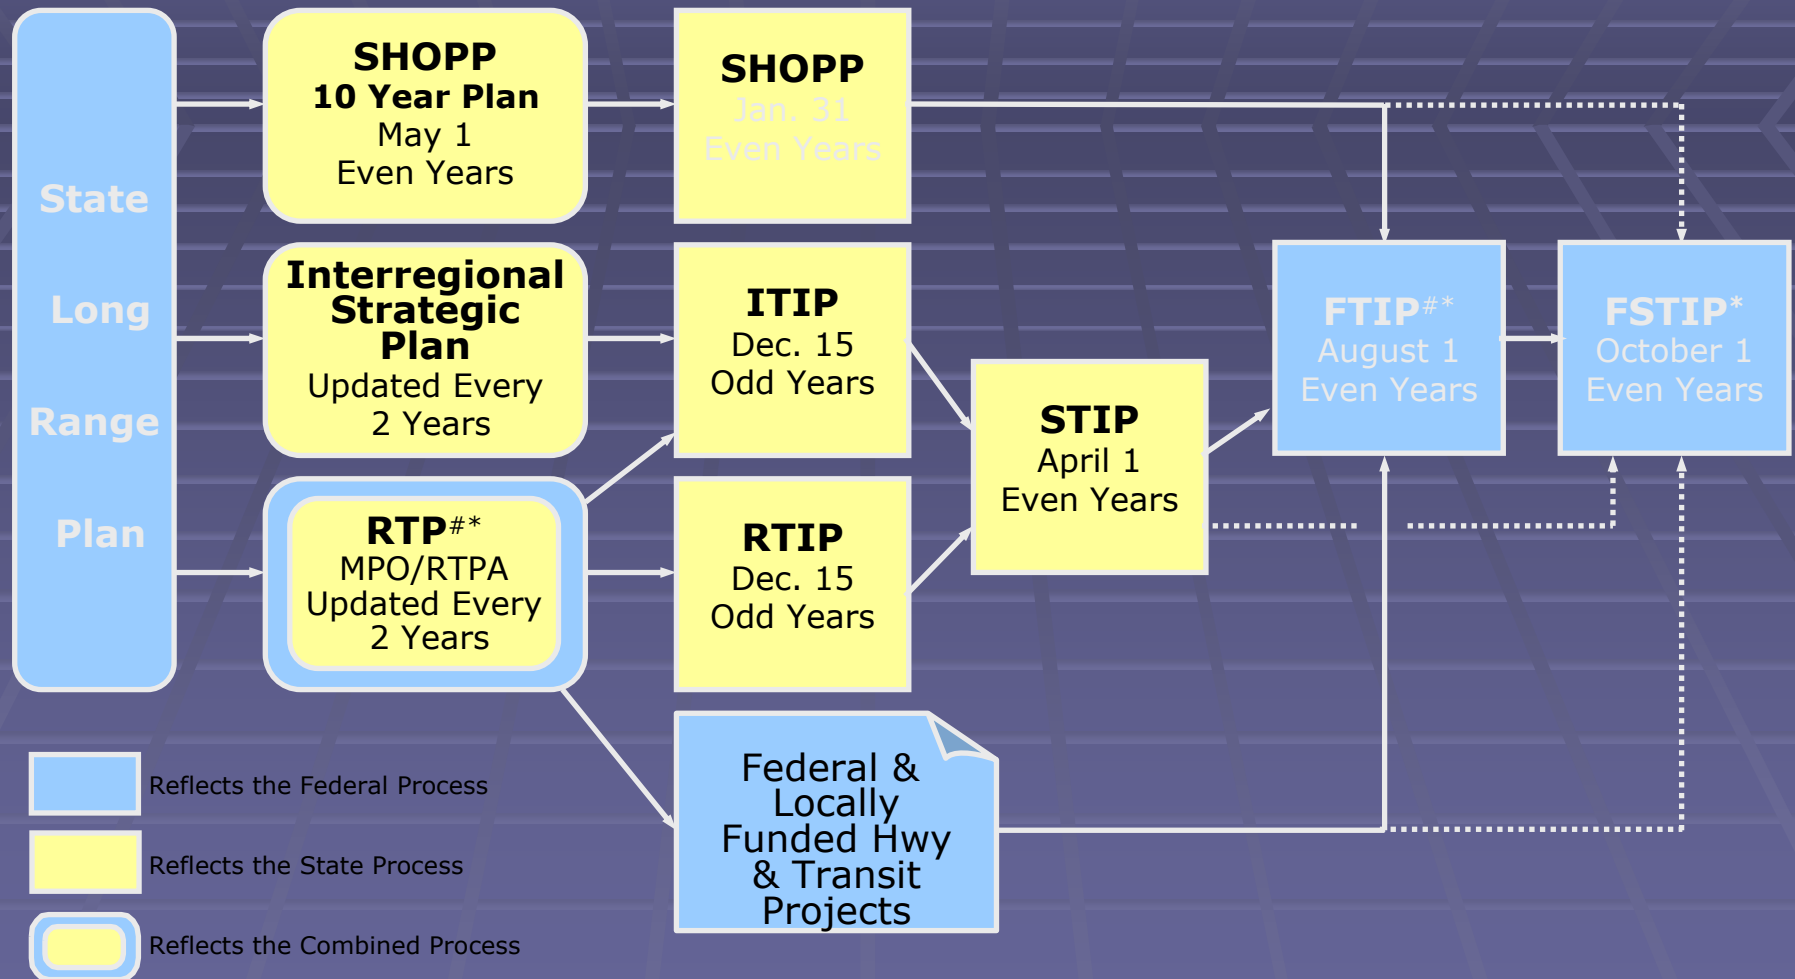 State
Long
Range
Plan
SHOPP
10 Year Plan
May 1
Even Years
SHOPP
Jan. 31
Even Years
Interregional
Strategic
Plan
Updated Every
2 Years
ITIP
Dec. 15
Odd Years
RTP#*
MPO/RTPA
Updated Every
2 Years
RTIP
Dec. 15
Odd Years
STIP
April 1
Even Years
FTIP#*
August 1
Even Years
FSTIP*
October 1
Even Years
Federal &
Locally
Funded Hwy
& Transit
Projects
Reflects the Federal Process
Reflects the State Process
Reflects the Combined Process